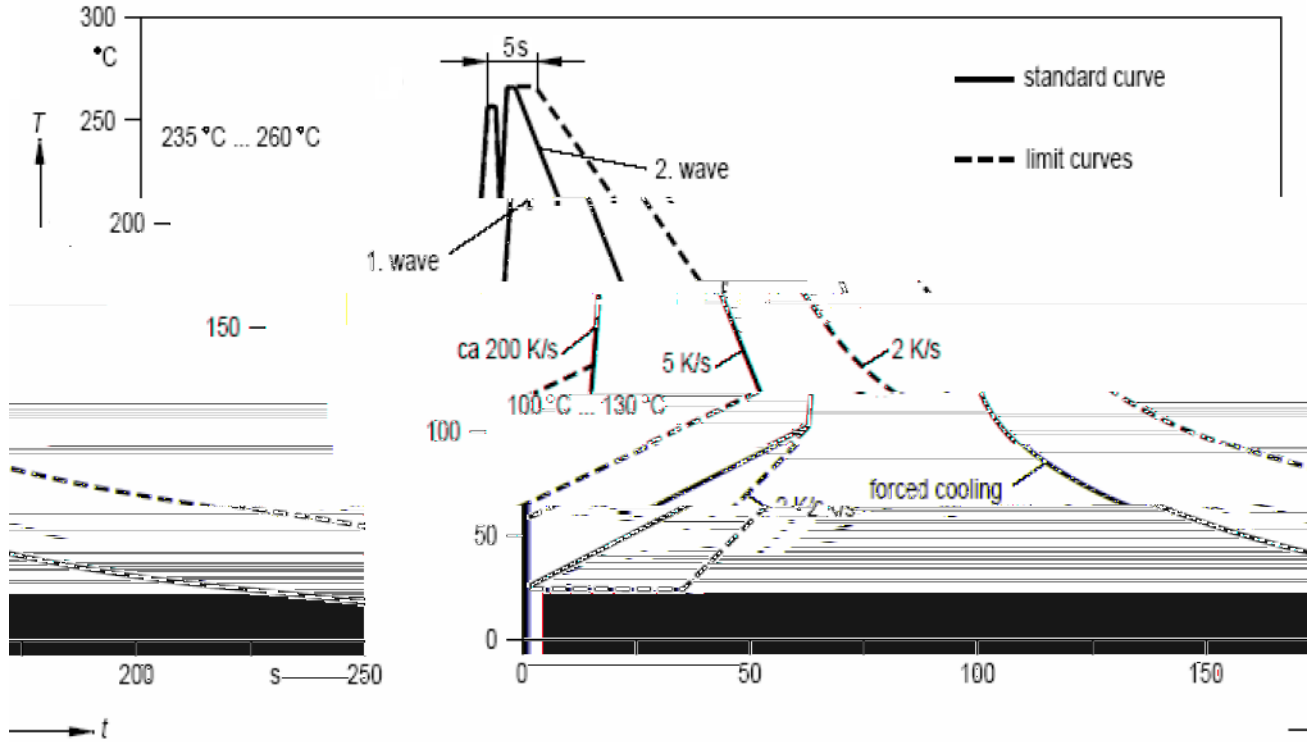 300
°C
5s
standard curve
T
250
235 °C ... 260 °C
2. wave
limit curves
200
1. wave
150
ca 200 K/s
5 K/s
2 K/s
100 °C ... 130 °C
100
forced cooling
50
0
200
s
250
0
50
100
150
t